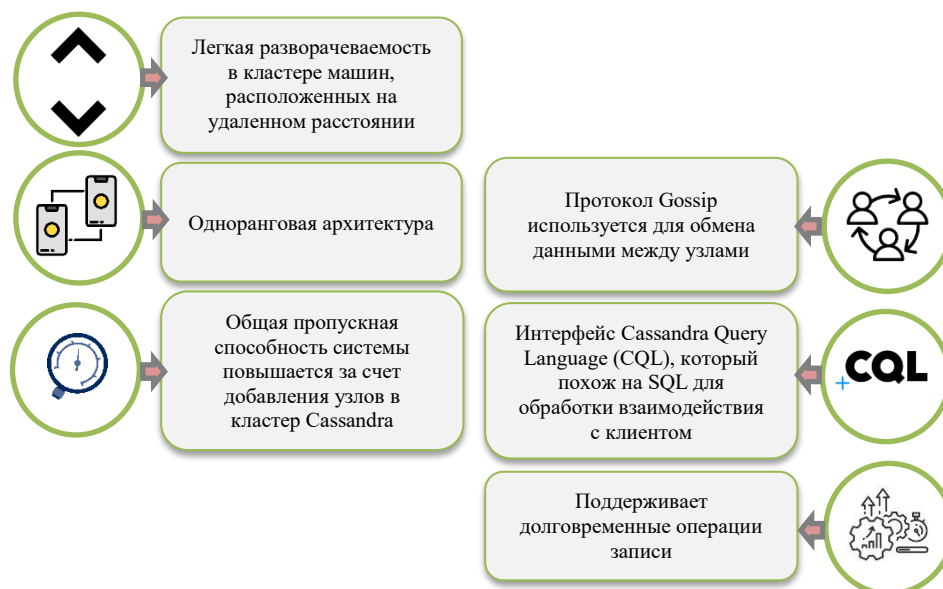 Легкая разворачеваемость
в кластере машин,
расположенных на
удаленном расстоянии
Одноранговая архитектура
Общая пропускная
способность системы
повышается за счет
добавления узлов в
кластер Cassandra
Протокол Gossip
используется для обмена
данными между узлами
Интерфейс Cassandra Query
Language (CQL), который
похож на SQL для
обработки взаимодействия
с клиентом
CQL
Поддерживает
долговременные операции
записи